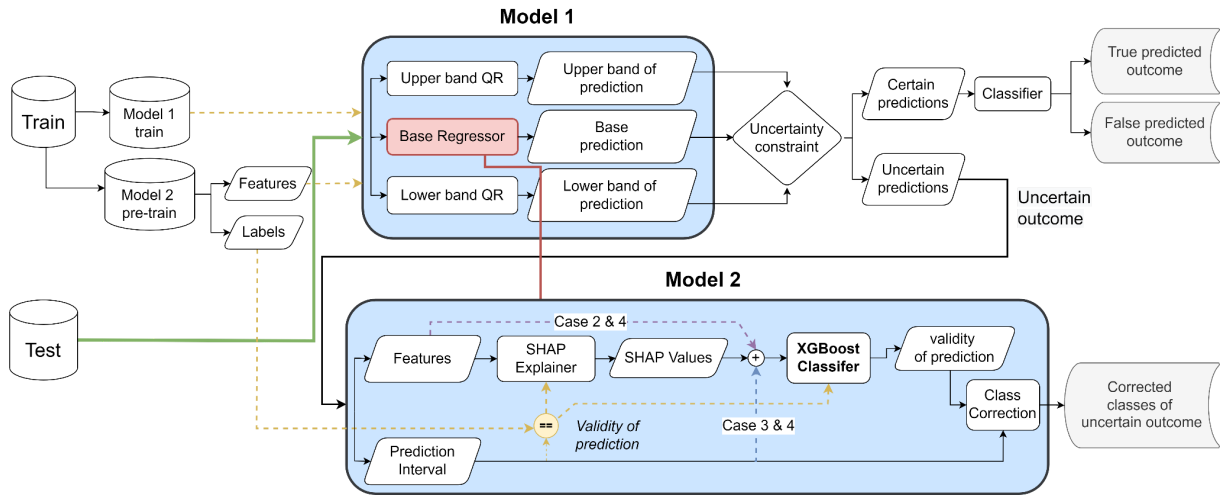 Model 1
Upper band QR
Upper band of
prediction
Certain
predictions
Classifier
True predicted
outcome
Train
Model 1
train
Base Regressor
Base
prediction
Uncertainty
constraint
False predicted
outcome
Model 2
pre-train
Features
Labels
Lower band QR
Lower band of
prediction
Uncertain
predictions
Uncertain
outcome
Model 2
Test
Case 2 & 4
Features
SHAP
Explainer
SHAP Values
+
XGBoost
Classifer
validity
of prediction
Class
Correction
Corrected
classes of
uncertain outcome
==
Validity of
prediction
Case 3 & 4
Prediction
Interval